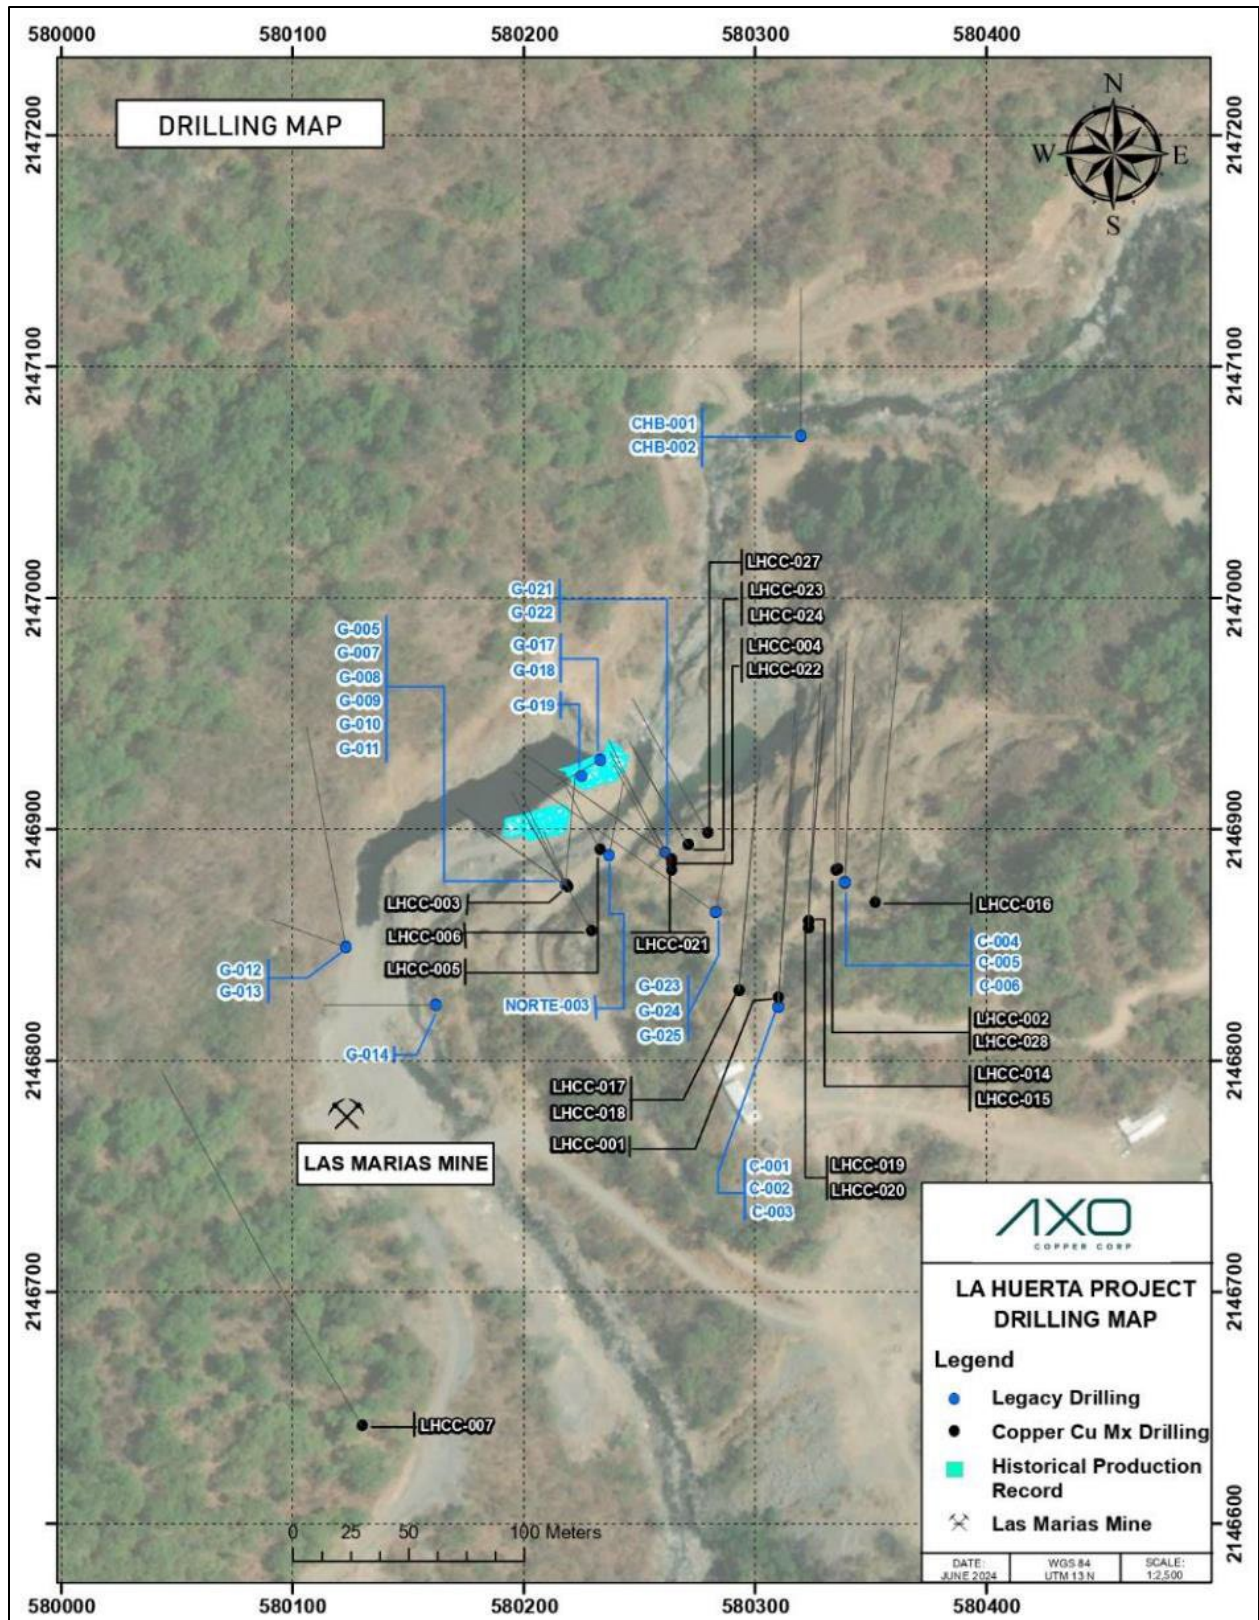 580000 580100 580200 580300 580400
DRILLING MAP
N
W E
S
2147200 2147200
2147100 2147100
CHB-001
CHB-002
LHCC-027
LHCC-023
LHCC-024
LHCC-004
LHCC-022
2147000 2147000
G-021
G-022
G-017
G-018
G-019
G-005
G-007
G-008
G-009
G-010
G-011
2146900 2146900
LHCC-003
LHCC-006
LHCC-005
LHCC-021
LHCC-016
C-004
C-005
C-006
G-012
G-013
NORTE-003
G-023
G-024
G-025
LHCC-002
LHCC-028
G-014
2146800 2146800
LHCC-014
LHCC-015
LHCC-017
LHCC-018
LHCC-001
LAS MARIAS MINE
C-001
C-002
C-003
LHCC-019
LHCC-020
AXO
COPPER CORP
2146700 2146700
LA HUERTA PROJECT
DRILLING MAP
Legend
Legacy Drilling
Copper Cu Mx Drilling
Historical Production
Record
Las Marias Mine
LHCC-007
2146600
0 25 50 100 Meters
DATE:
JUNE 2024
WGS 84
UTM 13 N
SCALE:
1:2,500
580000 580100 580200 580300 580400